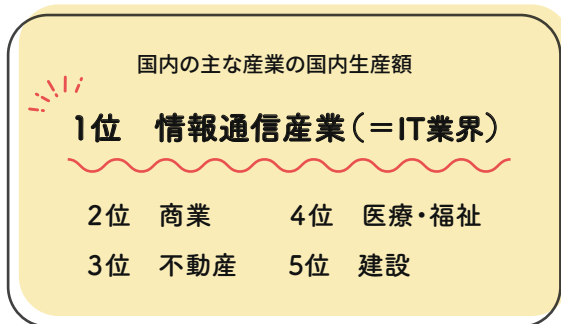 国内の主な産業の国内生産額
1位　情報通信産業（＝IT業界）
2位　商業　4位　医療・福祉
3位　不動産　5位　建設